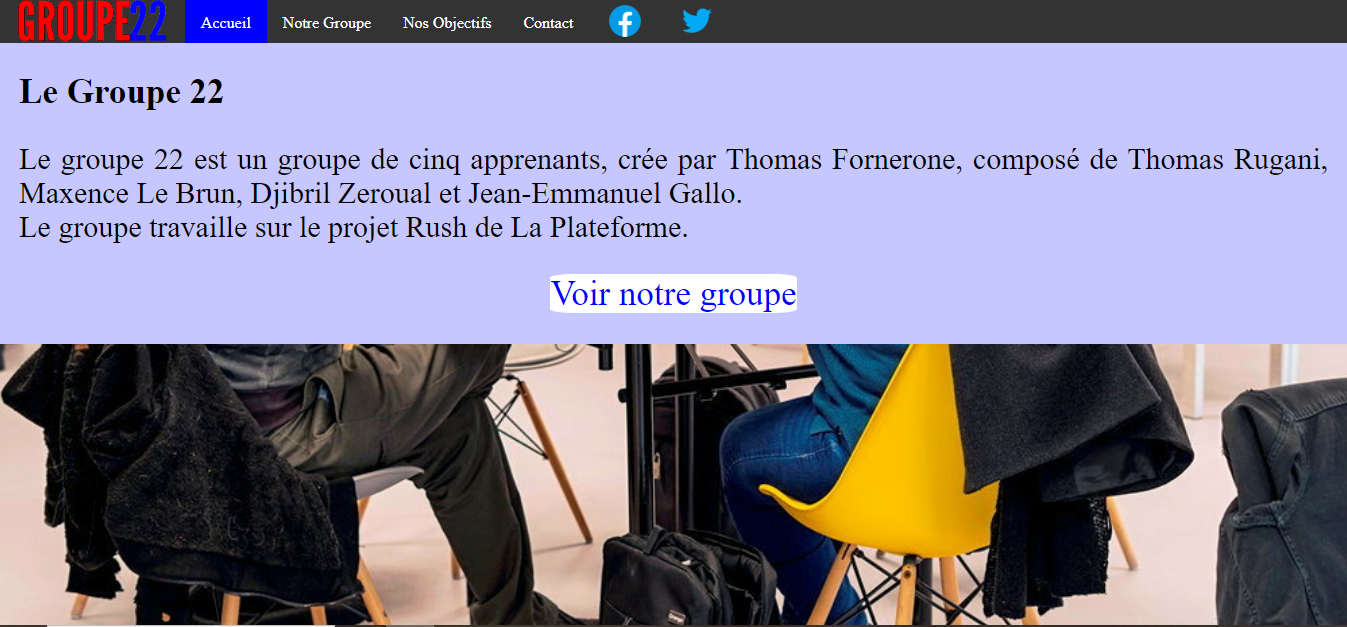 GROUPE22 Accueil Notre Groupe Nos Objectifs Contact
Le Groupe 22
Le groupe 22 est un groupe de cinq apprenants, crée par Thomas Fornerone, composé de Thomas Rugani,
Maxence Le Brun, Djibril Zeroual et Jean-Emmanuel Gallo.
Le groupe travaille sur le projet Rush de La Plateforme.
Voir notre groupe